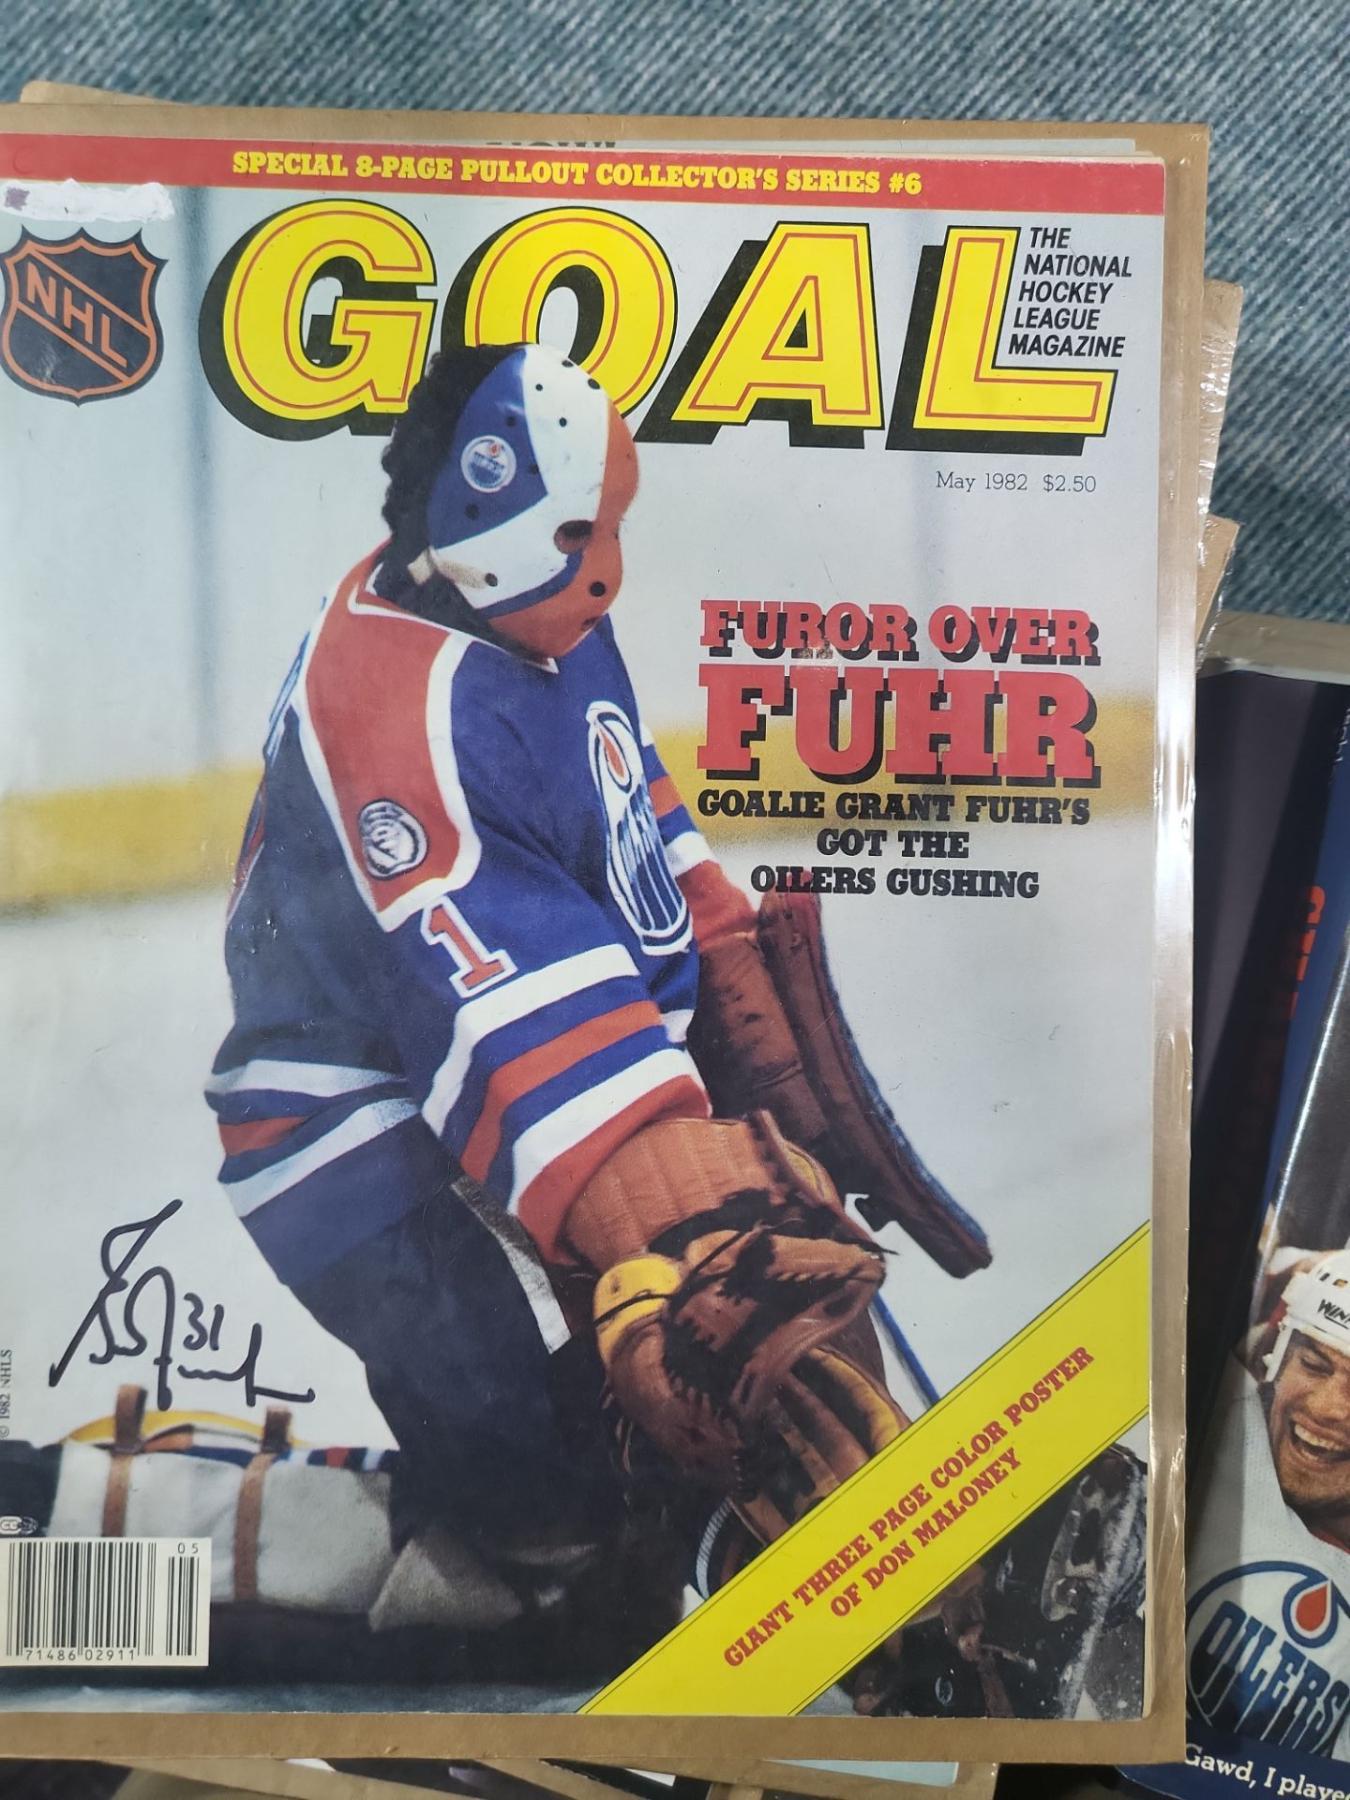 SPECIAL 8-PAGE PULLOUT COLLECTOR'S SERIES #6
NHL
GOAL
THE
NATIONAL
HOCKEY
LEAGUE
MAGAZINE
May 1982 $2.50
OILERS
FUROR OVER
FUHR
GOALIE GRANT FUHR'S
GOT THE
OILERS GUSHING
1
31
© 1982 NHLS
GIANT THREE PAGE COLOR POSTER
OF DON MALONEY
05
71486 02911
OILERS
Gawd, I playe